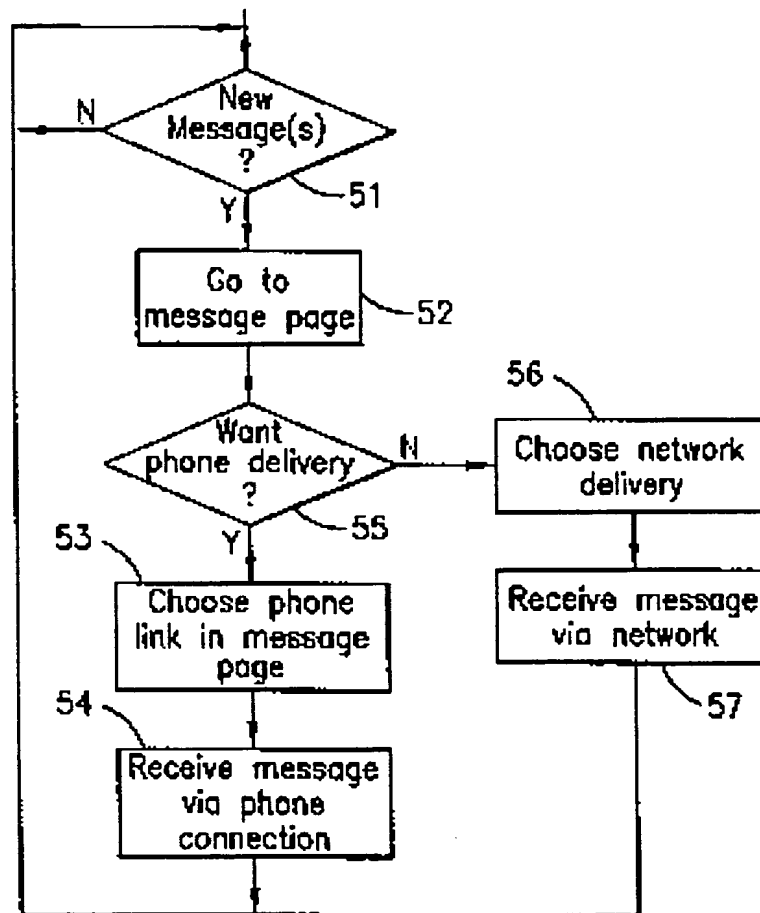 New
Message(s)
?
N
51
Y
Go to
message page
52
Want
phone delivery
?
N
55
Y
56
Choose network
delivery
53
Choose phone
link in message
page
Receive message
via network
57
54
Receive message
via phone
connection